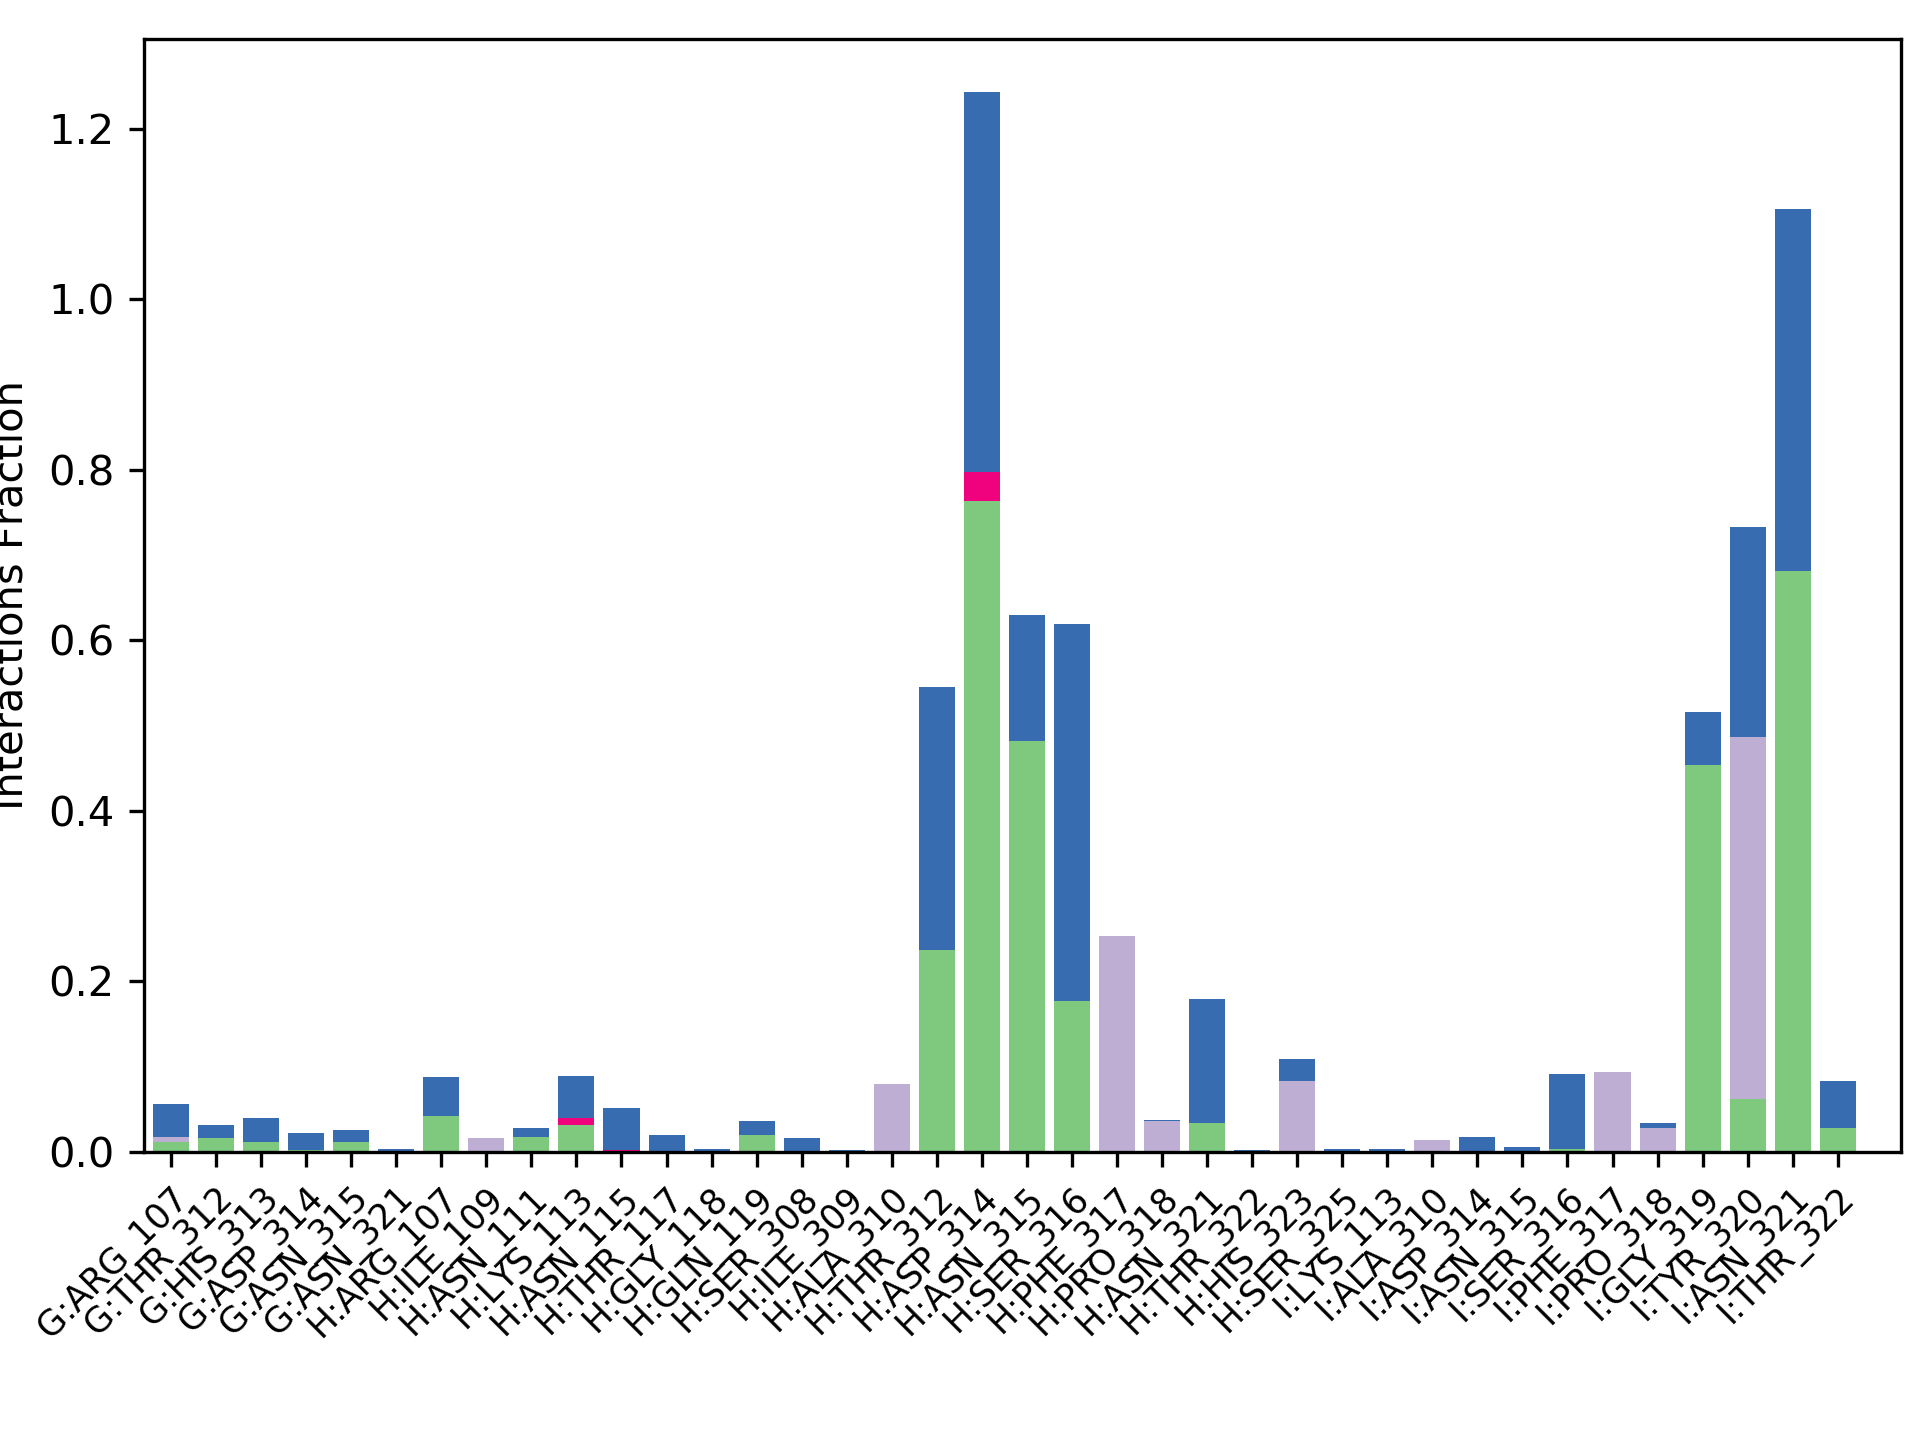 1.2
1.0
0.8
0.6
0.4
0.2
0.0
Interactions Fraction
G:ARG_107
G:THR_312
G:HIS_313
G:ASP_314
G:ASN_315
G:ASN_321
H:ARG_107
H:ILE_109
H:ASN_111
H:LYS_113
H:ASN_115
H:THR_117
H:GLY_118
H:GLN_119
H:SER_308
H:ILE_309
H:ALA_310
H:THR_312
H:ASP_314
H:ASN_315
H:SER_316
H:PHE_317
H:PRO_318
H:ASN_321
H:THR_322
H:HIS_323
H:SER_325
I:LYS_113
I:ALA_310
I:ASP_314
I:ASN_315
I:SER_316
I:PHE_317
I:PRO_318
I:GLY_319
I:TYR_320
I:ASN_321
I:THR_322